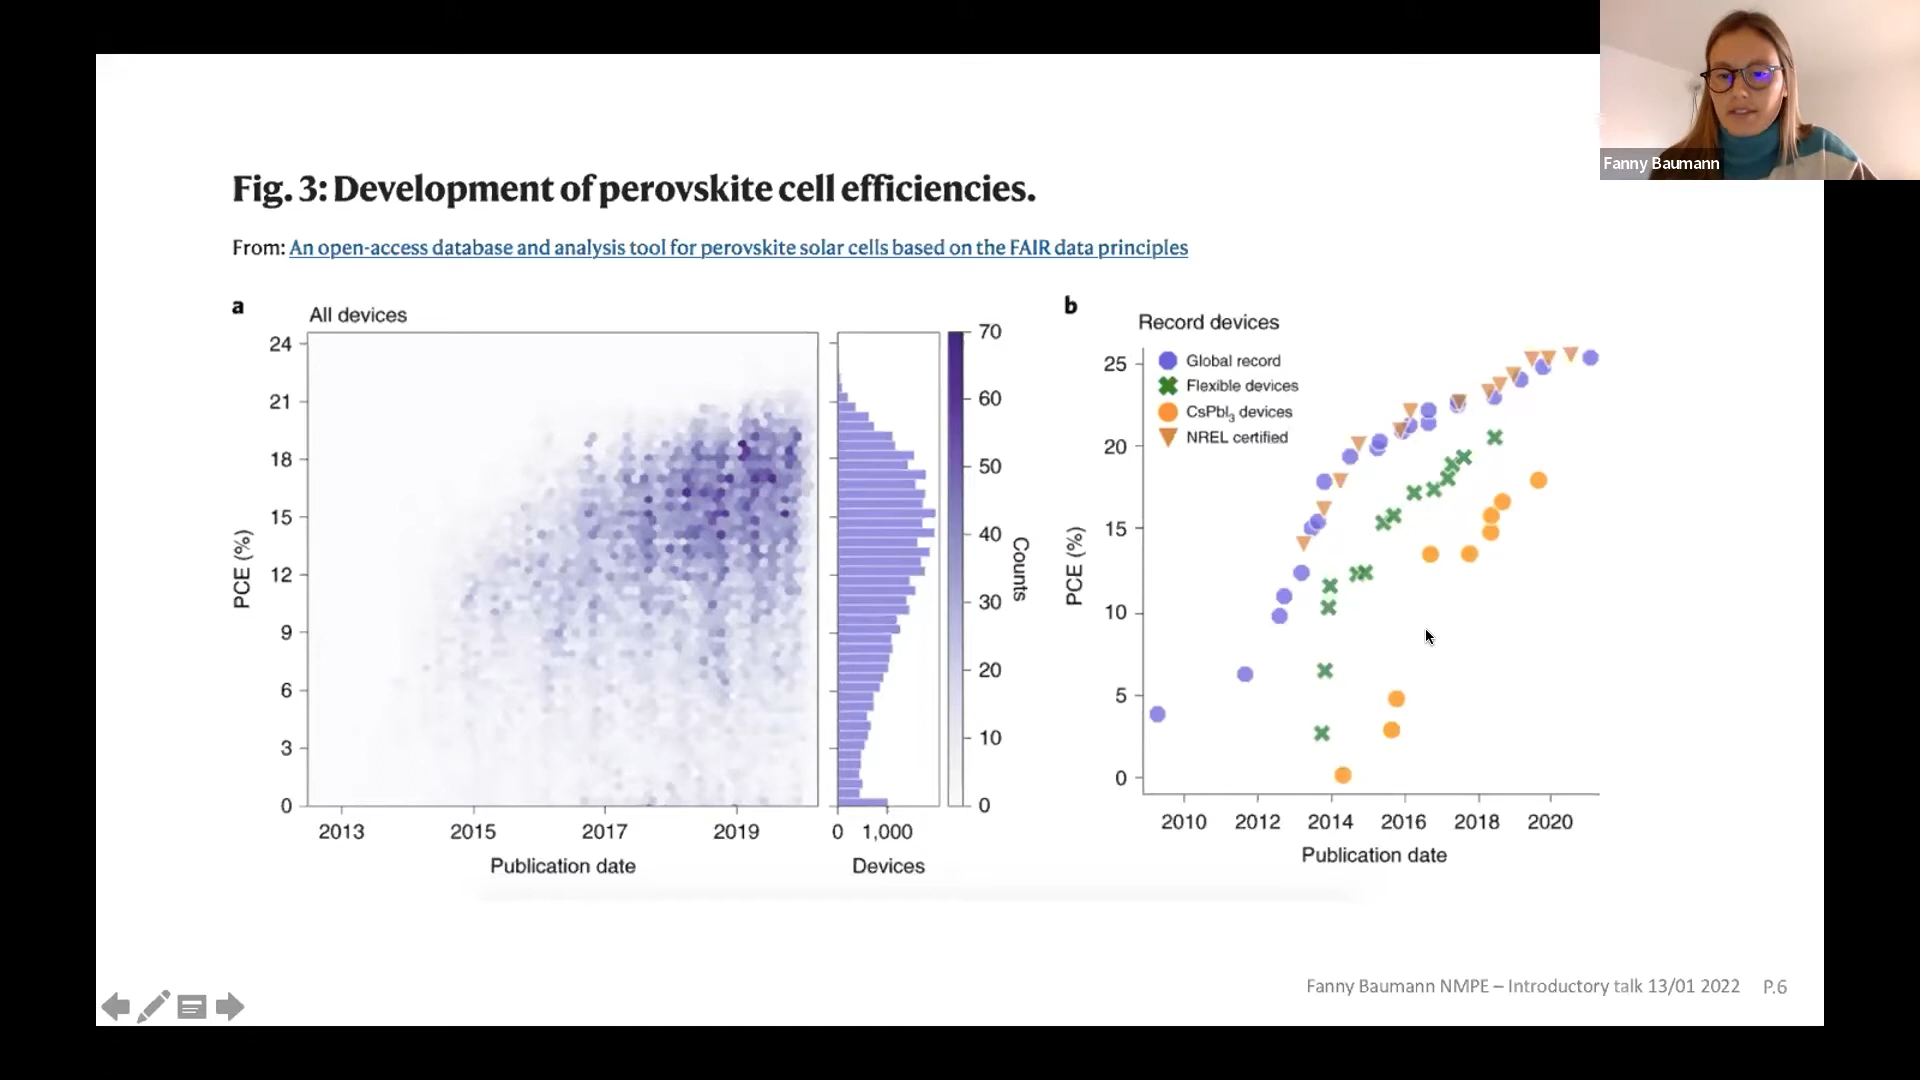 Fanny Baumann
Fig. 3: Development of perovskite cell efficiencies.
From: An open-access database and analysis tool for perovskite solar cells based on the FAIR data principles
a
All devices
24
21
18
15
12
9
6
3
0
PCE (%)
2013 2015 2017 2019
Publication date
0 1,000
Devices
70
60
50
40
30
20
10
0
Counts
b
Record devices
Global record
Flexible devices
CsPbI3 devices
NREL certified
25
20
15
10
5
0
PCE (%)
2010 2012 2014 2016 2018 2020
Publication date
Fanny Baumann NMPE – Introductory talk 13/01 2022 P.6